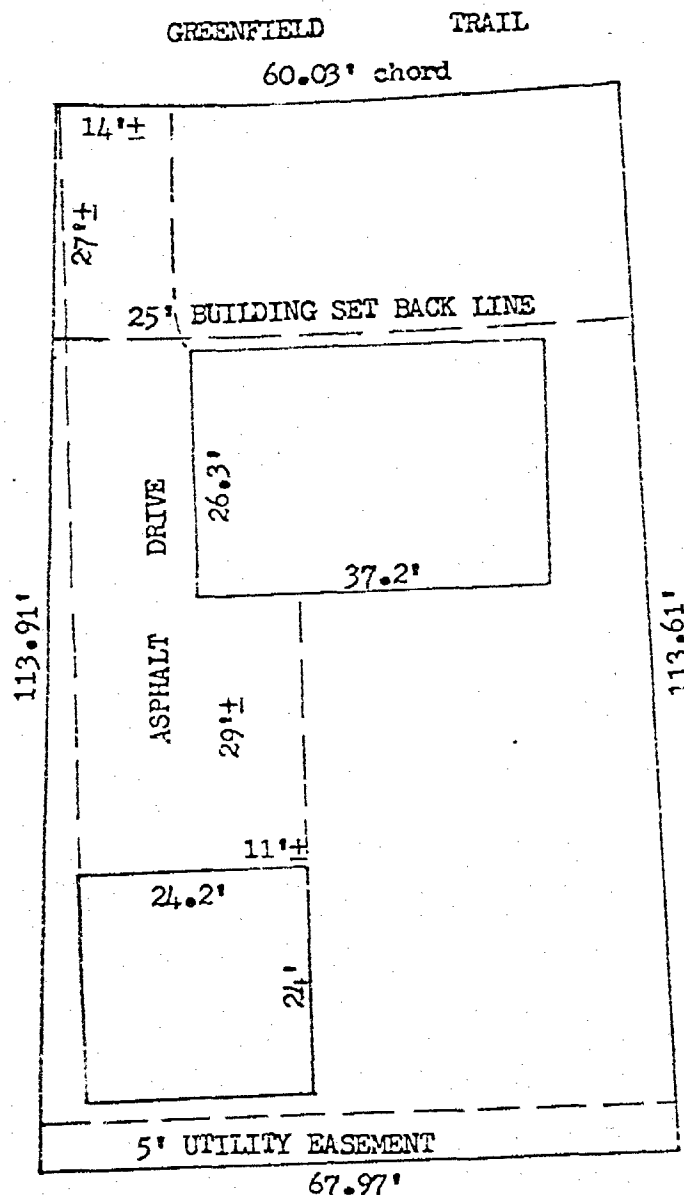 GREENFIELD TRAIL
60.03' chord
14'±
27'±
25' BUILDING SET BACK LINE
26.3'
37.2'
ASPHALT DRIVE
113.91'
113.61'
29'±
11'±
24.2'
24'
5' UTILITY EASEMENT
67.97'